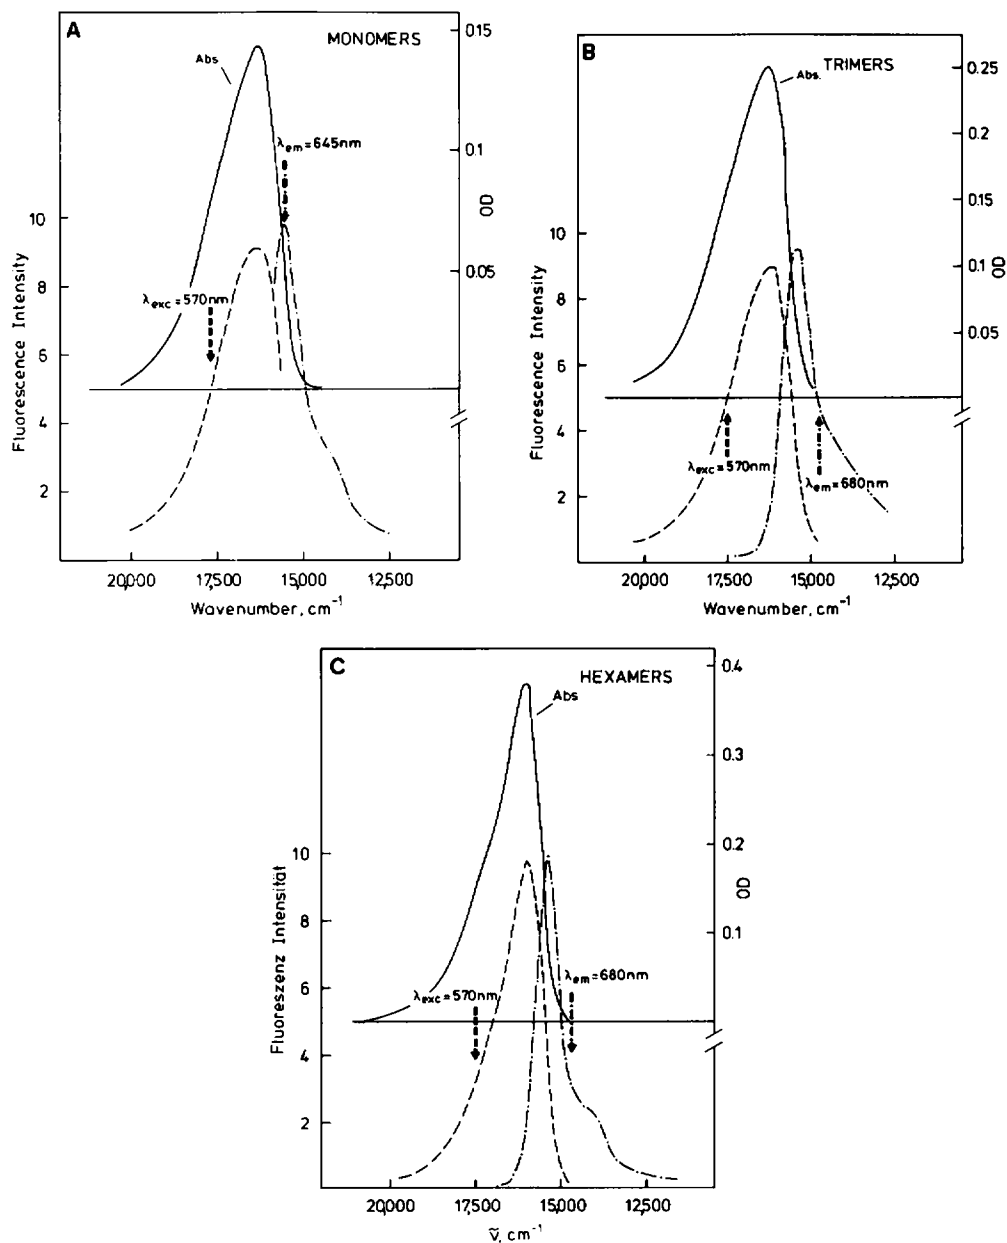 A
MONOMERS
Abs
λem=645nm
λexc=570nm
Fluorescence Intensity
10
8
6
4
2
015
0.1
0.05
OD
20,000 17,500 15,000 12,500
Wavenumber, cm⁻¹
B
TRIMERS
Abs.
λexc=570nm
λem=680nm
Fluorescence Intensity
10
8
6
4
2
0.25
0.2
0.15
0.1
0.05
OD
20,000 17,500 15,000 12,500
Wavenumber, cm⁻¹
C
HEXAMERS
Abs
λem=680nm
λexc=570nm
Fluoreszenz Intensität
10
8
6
4
2
0.4
0.3
0.2
0.1
OD
20,000 17,500 15,000 12,500
ṽ, cm⁻¹